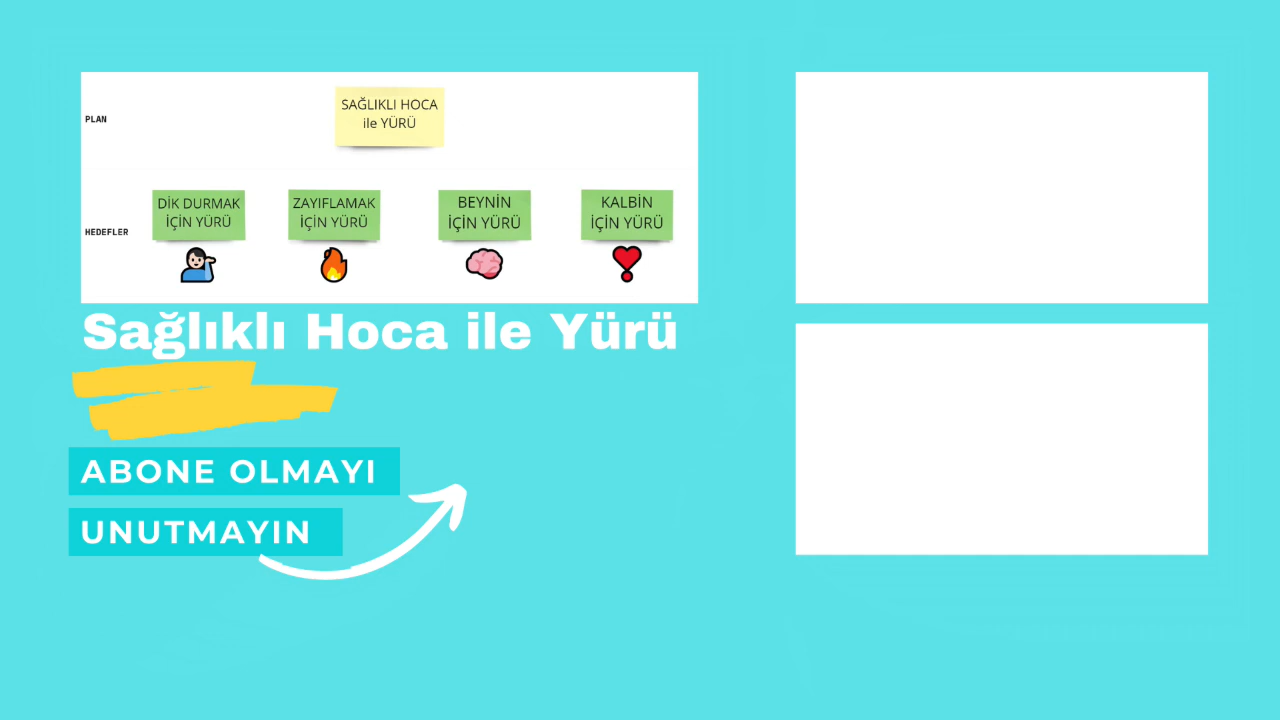 PLAN
SAĞLIKLI HOCA
ile YÜRÜ
HEDEFLER
DİK DURMAK
İÇİN YÜRÜ
ZAYIFLAMAK
İÇİN YÜRÜ
BEYNİN
İÇİN YÜRÜ
KALBİN
İÇİN YÜRÜ
Sağlıklı Hoca ile Yürü
ABONE OLMAYI
UNUTMAYIN